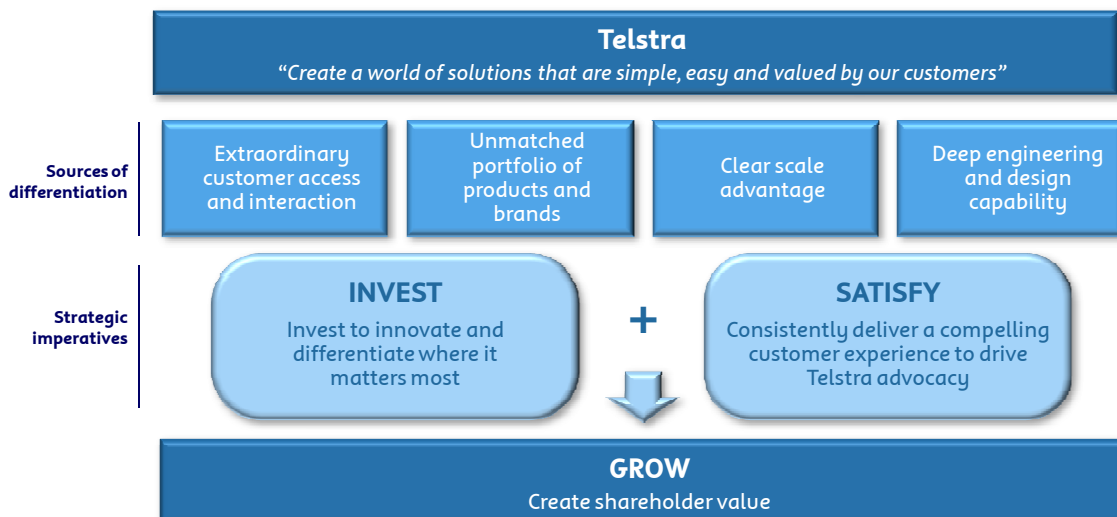 Telstra
“Create a world of solutions that are simple, easy and valued by our customers”
Sources of
differentiation
Extraordinary
customer access
and interaction
Unmatched
portfolio of
products and
brands
Clear scale
advantage
Deep engineering
and design
capability
Strategic
imperatives
INVEST
Invest to innovate and
differentiate where it
matters most
+
SATISFY
Consistently deliver a compelling
customer experience to drive
Telstra advocacy
GROW
Create shareholder value